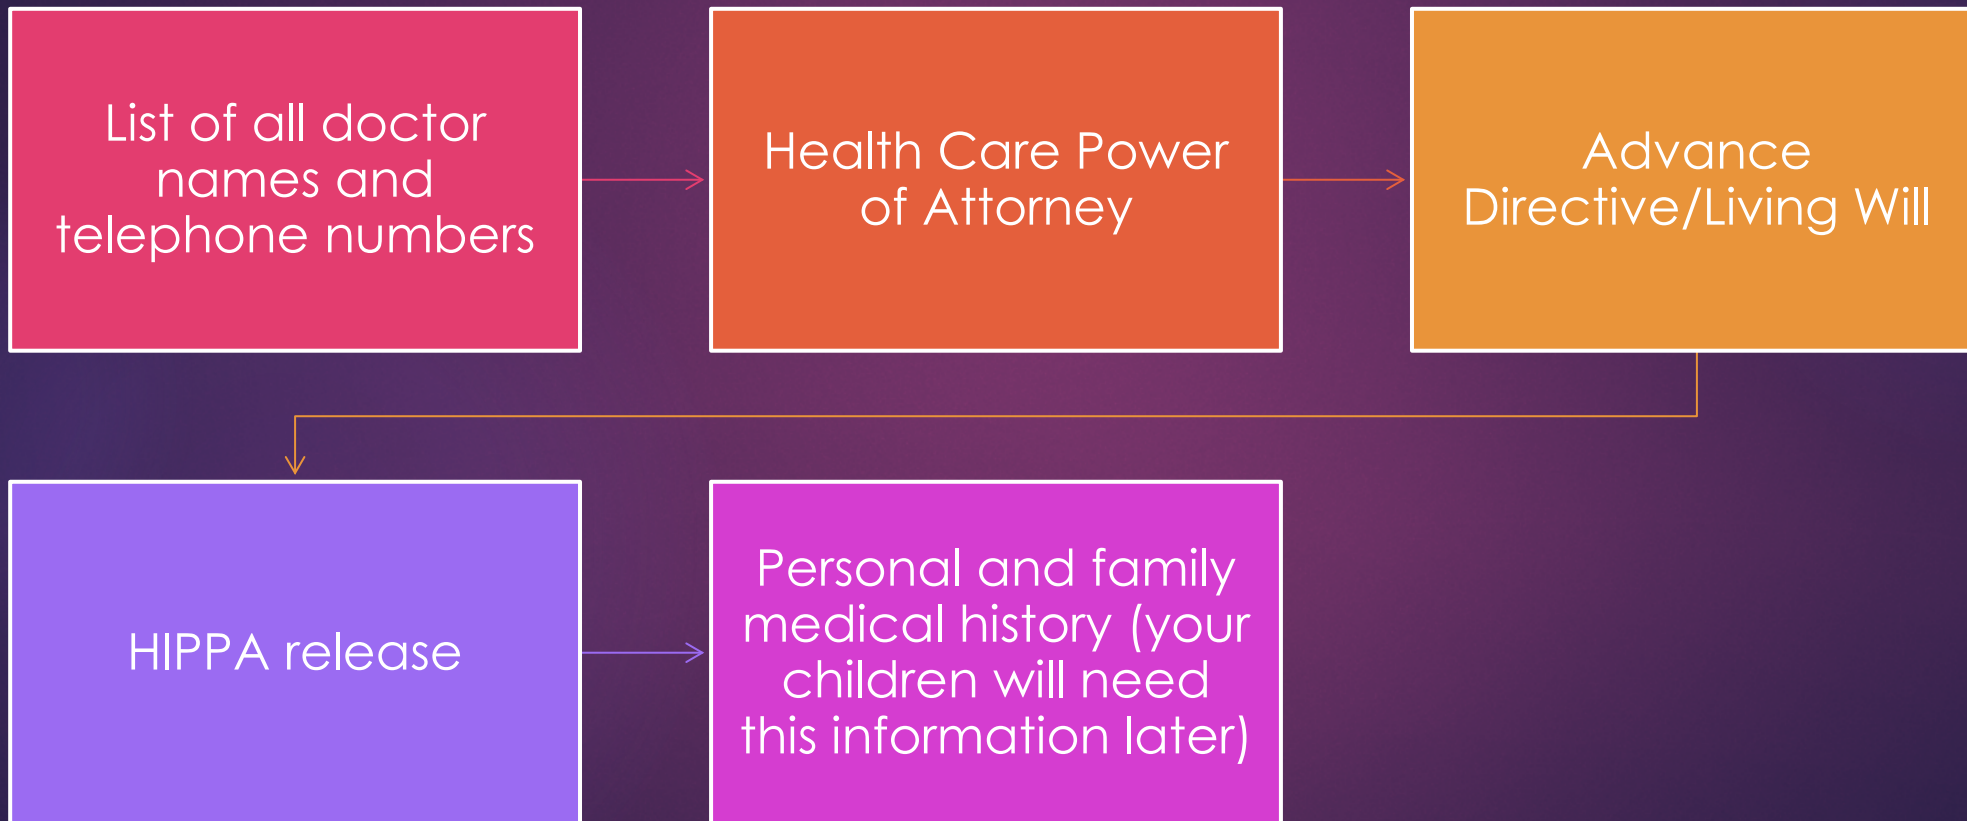 List of all doctor
names and
telephone numbers
Health Care Power
of Attorney
Advance
Directive/Living Will
HIPPA release
Personal and family
medical history (your
children will need
this information later)